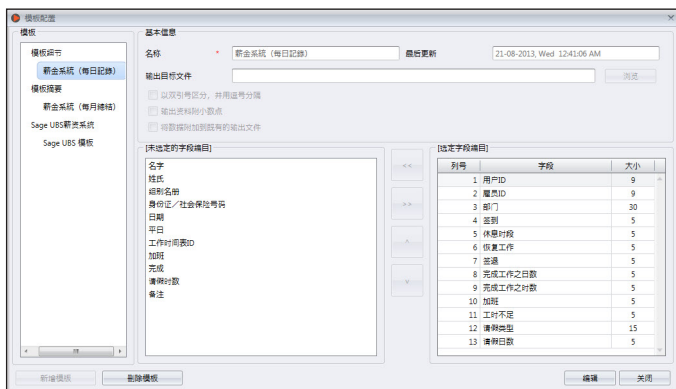 模板配置
模板
模板细节
薪金系統（每日記錄）
模板摘要
薪金系統（每月總結）
Sage UBS薪资系统
Sage UBS 模板
基本信息
名称 * 薪金系統（每日記錄） 最后更新 21-08-2013, Wed 12:41:06 AM
输出目标文件 浏览
以双引号区分，并用逗号分隔
输出资料附小数点
将数据附加到既有的输出文件
[未选定的字段编目]
名字
姓氏
组别名册
身份证／社会保险号码
日期
平日
工作时间表ID
加班
完成
请假时数
备注
<<
>>
^
v
[选定字段编目]
列号 字段 大小
1 用户ID 9
2 雇员ID 9
3 部门 30
4 签到 5
5 休息时段 5
6 恢复工作 5
7 签退 5
8 完成工作之日数 5
9 完成工作之时数 5
10 加班 5
11 工时不足 5
12 请假类型 15
13 请假日数 5
新增模板 删除模板 编辑 关闭